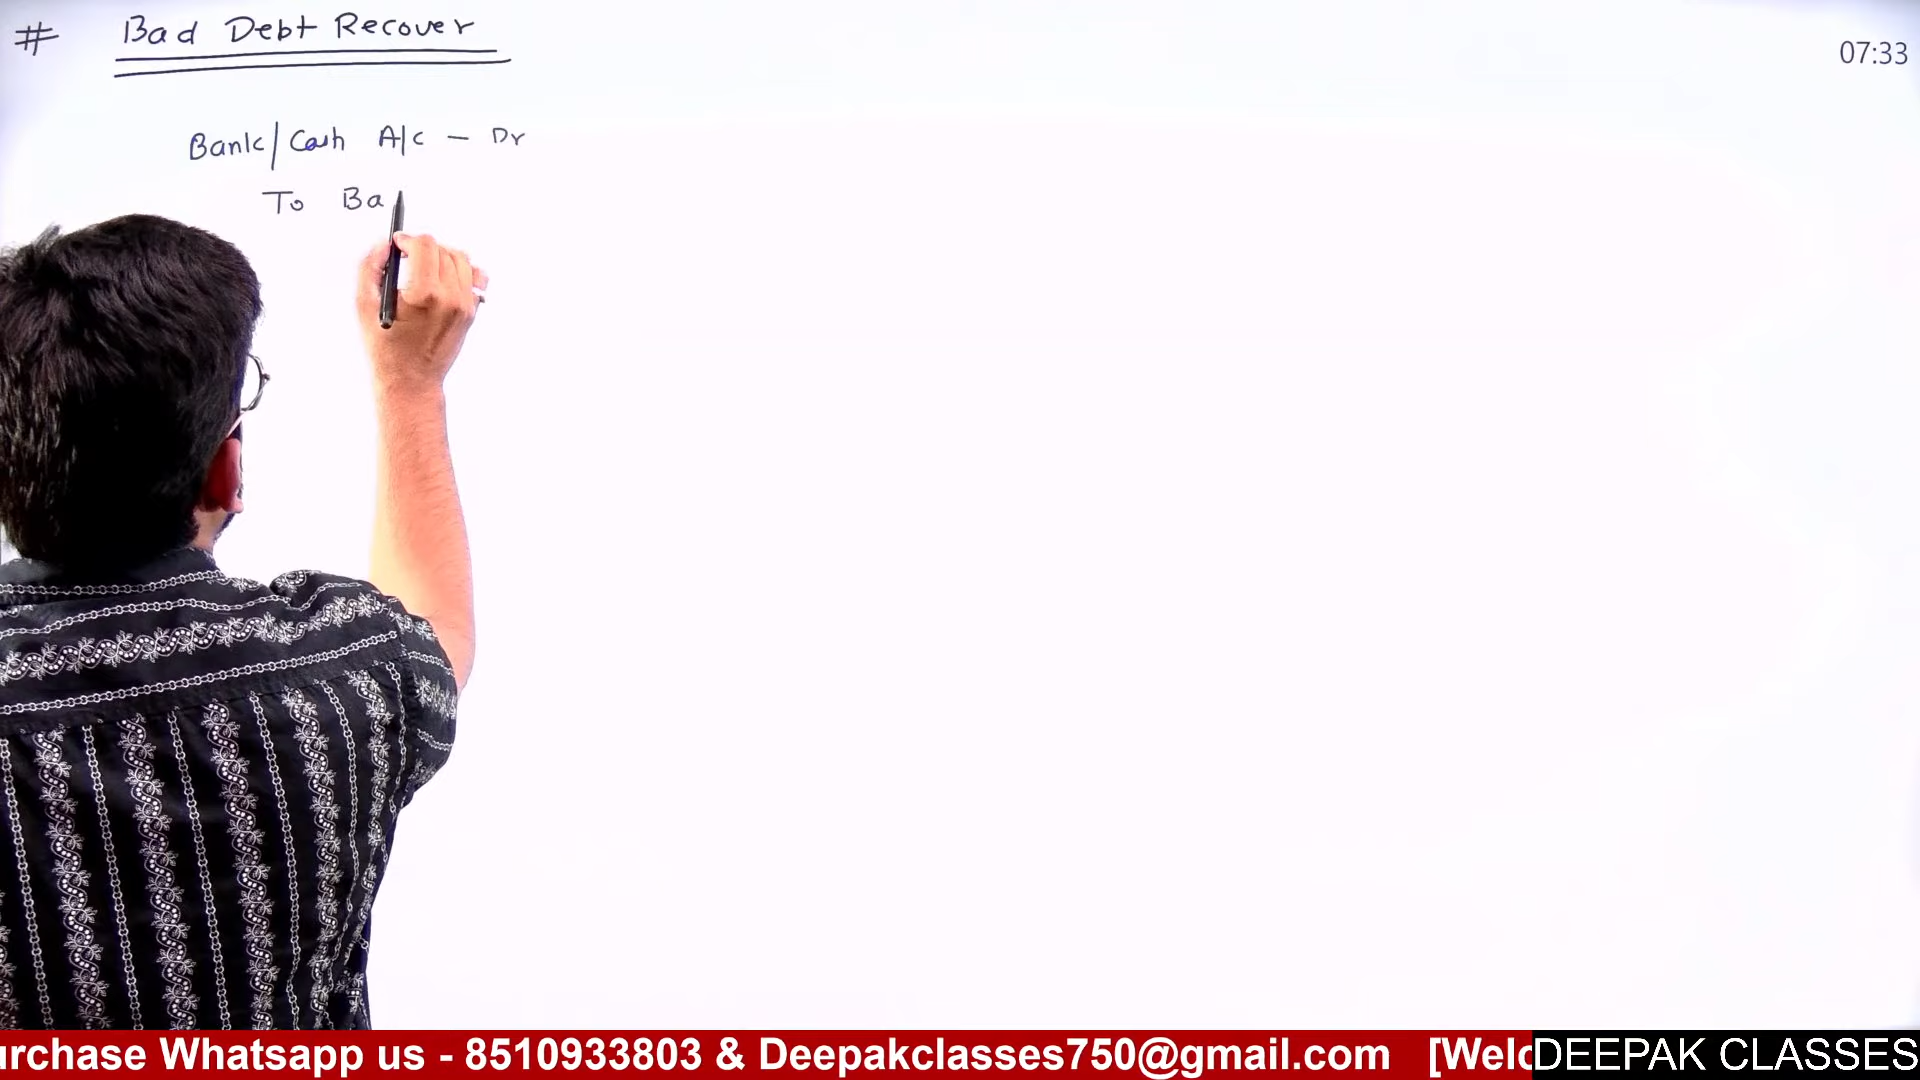 # Bad Debt Recover
07:33
Bank/Cash A/c — Dr
To Ba
urchase Whatsapp us - 8510933803 & Deepakclasses750@gmail.com [Welc
DEEPAK CLASSES